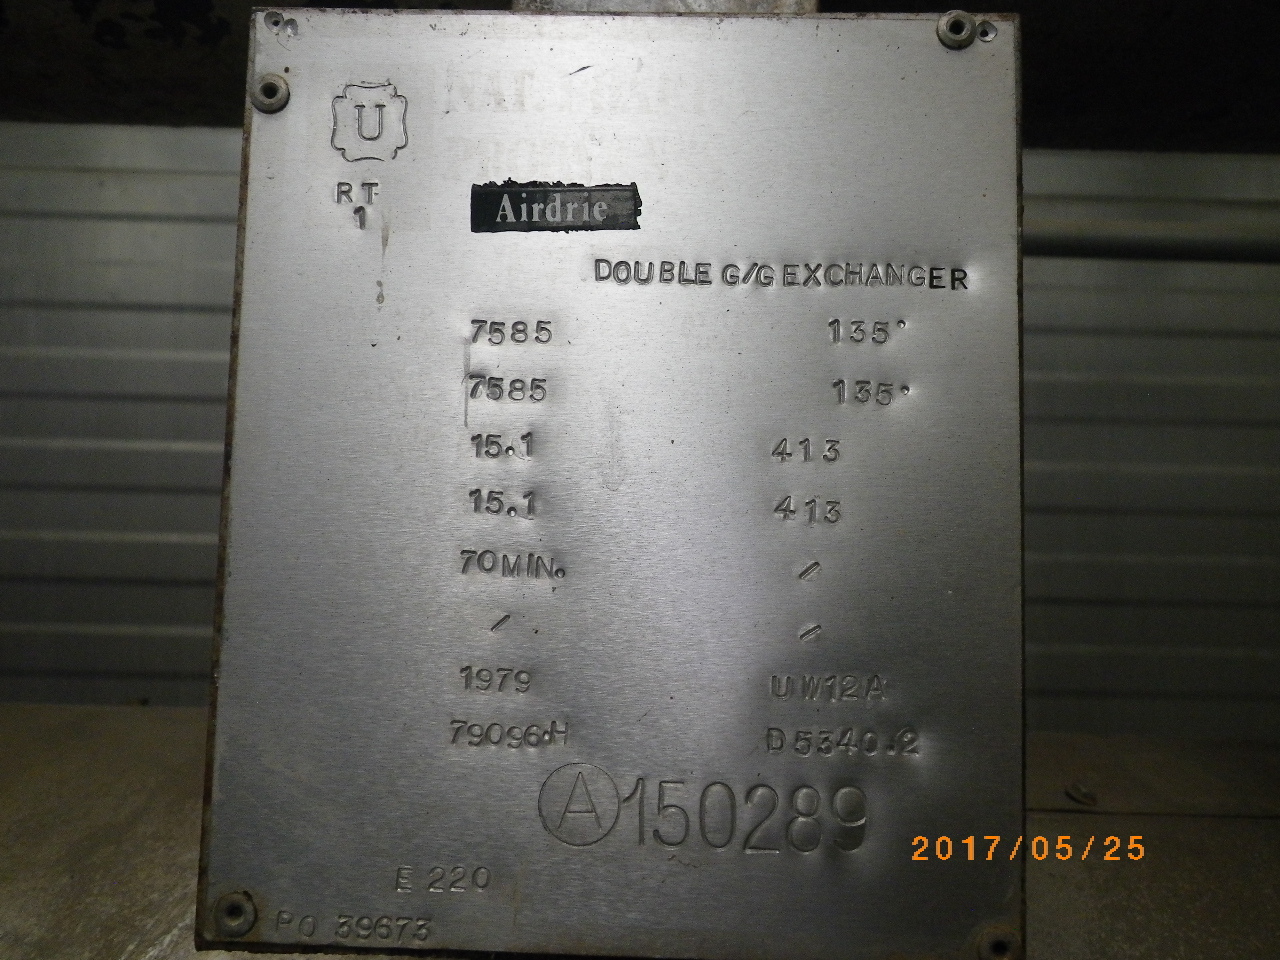 U
RT
1
Airdrie
DOUBLE G/G EXCHANGER
7585 135°
7585 135°
15.1 413
15.1 413
70 MIN. /
/ /
1979 UW12A
79096.H D5340.2
A 150289
2017/05/25
E 220
PO 39673